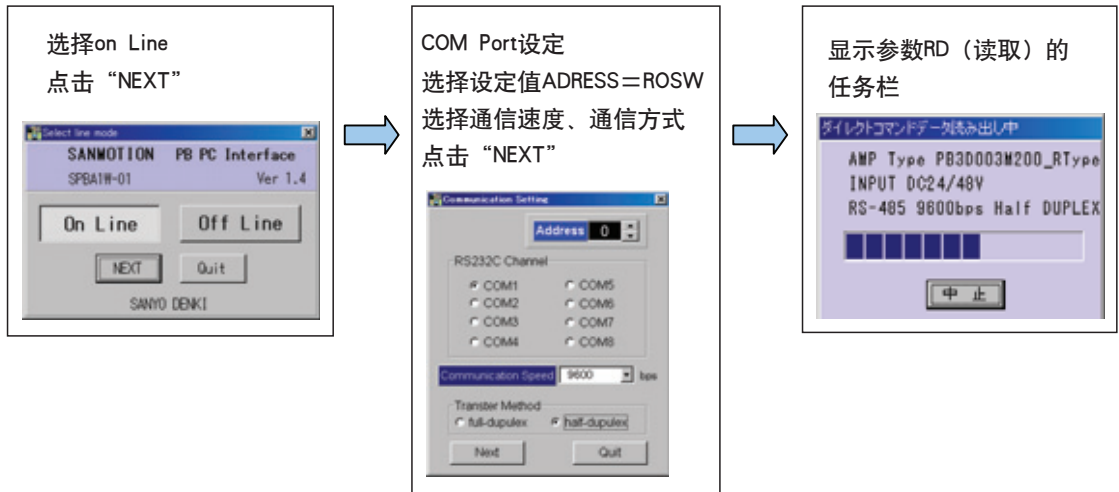 选择on Line
点击“NEXT”
Select line mode
SANMOTION PB PC Interface
SPBA1W-01 Ver 1.4
On Line Off Line
NEXT Quit
SANYO DENKI
COM Port设定
选择设定值ADRESS＝ROSW
选择通信速度、通信方式
点击“NEXT”
Communication Setting
Address 0
RS232C Channel
COM1 COM5
COM2 COM6
COM3 COM7
COM4 COM8
Communication Speed 9600 bps
Transter Method
full-dupulex half-dupulex
Next Quit
显示参数RD（读取）的
任务栏
ダイレクトコマンドデータ読み出し中
AMP Type PB3D003M200_RType
INPUT DC24/48V
RS-485 9600bps Half DUPLEX
中 止